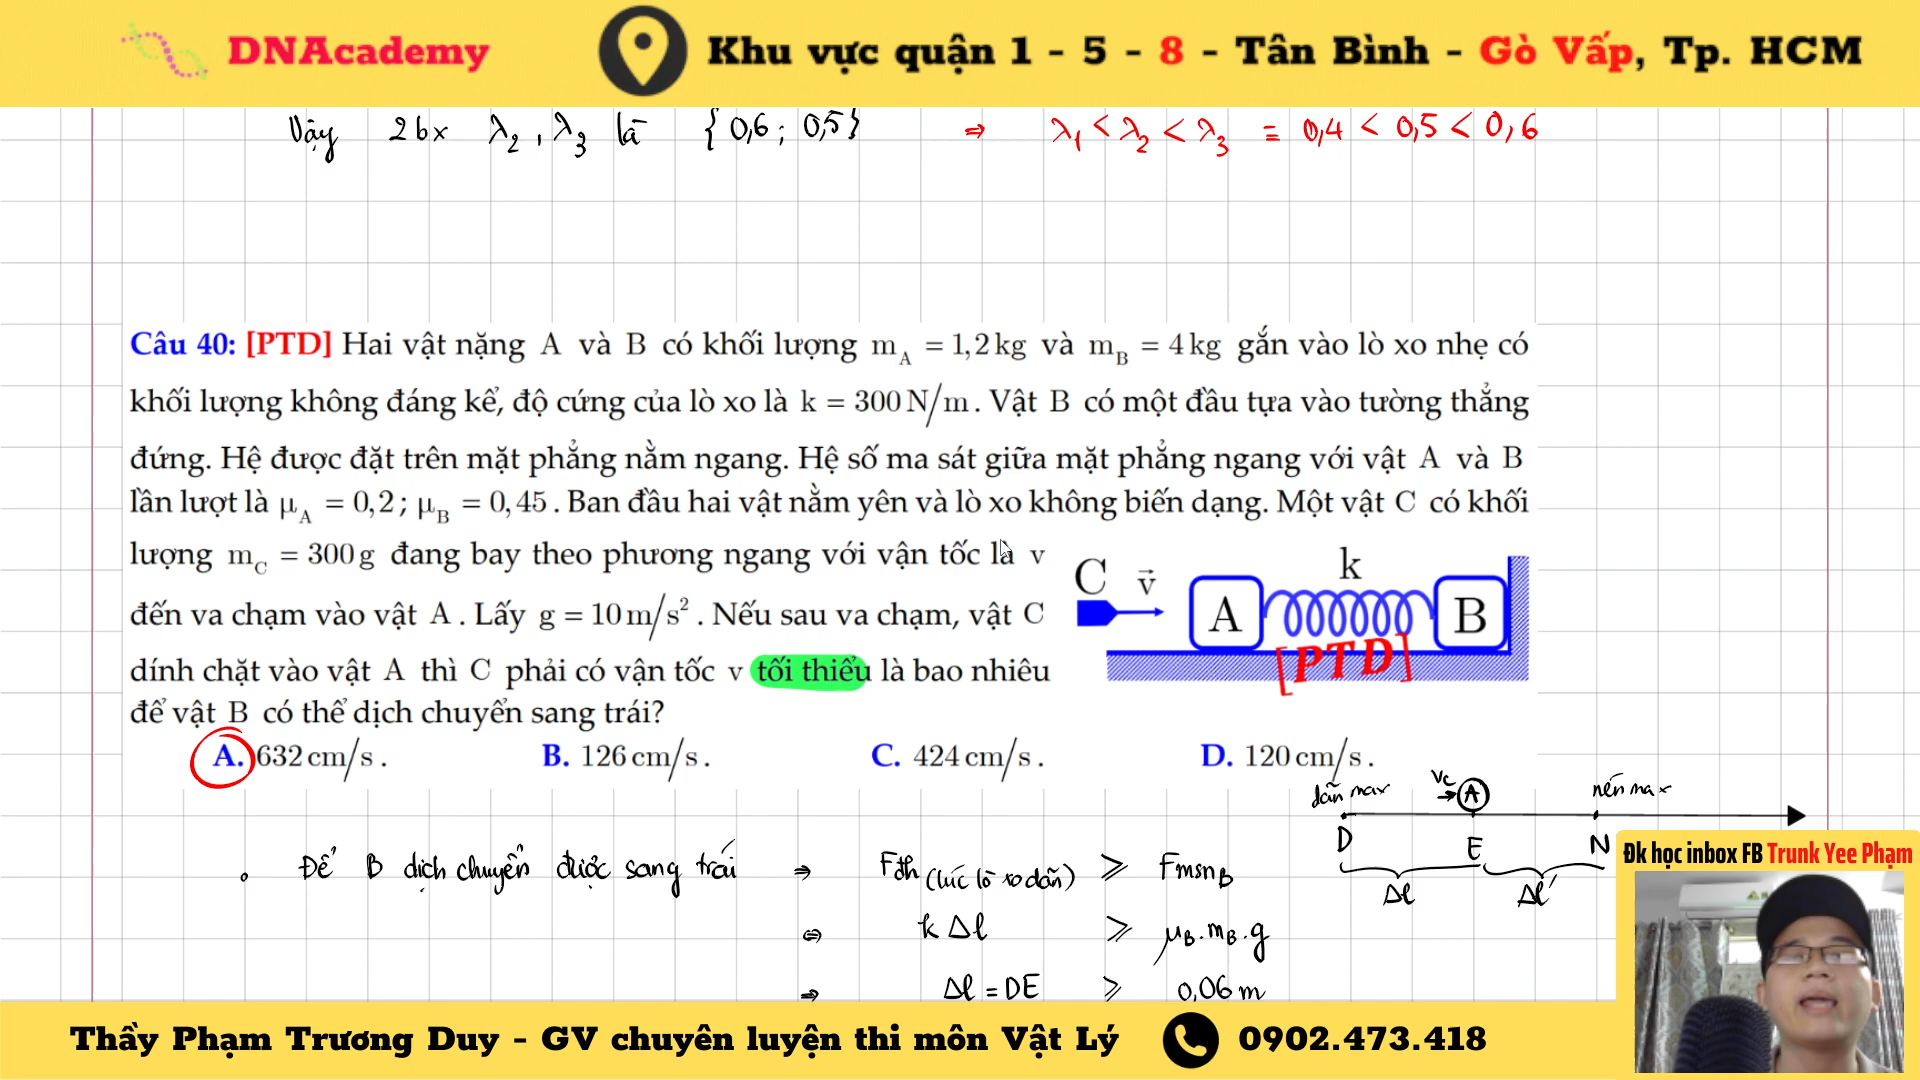 DNAcademy
Khu vực quận 1 - 5 - 8 - Tân Bình - Gò Vấp, Tp. HCM
Vậy 2bx λ₂, λ₃ là {0,6; 0,5} ⇒ λ₁ < λ₂ < λ₃ = 0,4 < 0,5 < 0,6
Câu 40: [PTD] Hai vật nặng A và B có khối lượng m_A = 1,2 kg và m_B = 4 kg gắn vào lò xo nhẹ có
khối lượng không đáng kể, độ cứng của lò xo là k = 300 N/m. Vật B có một đầu tựa vào tường thẳng
đứng. Hệ được đặt trên mặt phẳng nằm ngang. Hệ số ma sát giữa mặt phẳng ngang với vật A và B
lần lượt là μ_A = 0,2; μ_B = 0,45. Ban đầu hai vật nằm yên và lò xo không biến dạng. Một vật C có khối
lượng m_C = 300 g đang bay theo phương ngang với vận tốc là v
đến va chạm vào vật A. Lấy g = 10 m/s². Nếu sau va chạm, vật C
dính chặt vào vật A thì C phải có vận tốc v tối thiểu là bao nhiêu
để vật B có thể dịch chuyển sang trái?
C v⃗ A k B
[PTD]
A. 632 cm/s. B. 126 cm/s. C. 424 cm/s. D. 120 cm/s.
dãn max Vc A nén max
D E N
Δl Δl'
• Để B dịch chuyển được sang trái ⇒ Fđh (lúc lò xo dãn) ⩾ FmsnB
⇔ kΔl ⩾ μB.mB.g
⇒ Δl = DE ⩾ 0,06 m
Đk học inbox FB Trunk Yee Phạm
Thầy Phạm Trương Duy - GV chuyên luyện thi môn Vật Lý 0902.473.418